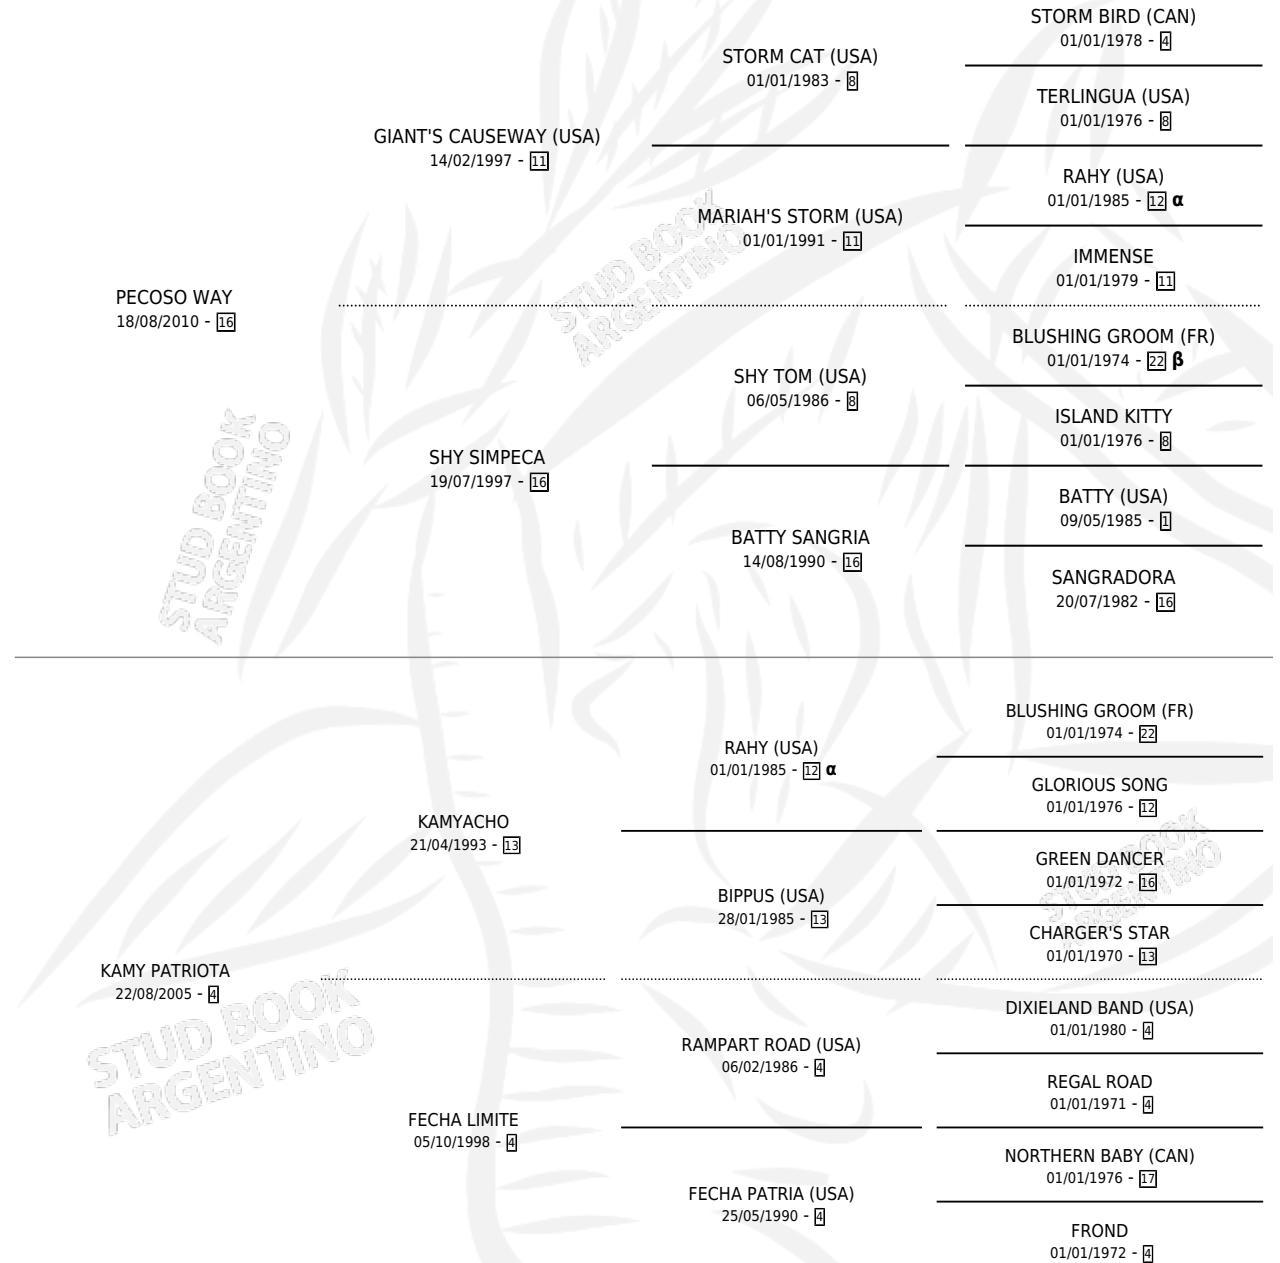 STORM BIRD (CAN)
01/01/1978 - 4
STORM CAT (USA)
01/01/1983 - 8
TERLINGUA (USA)
01/01/1976 - 8
GIANT'S CAUSEWAY (USA)
14/02/1997 - 11
RAHY (USA)
01/01/1985 - 12 α
MARIAH'S STORM (USA)
01/01/1991 - 11
IMMENSE
01/01/1979 - 11
PECOSO WAY
18/08/2010 - 16
BLUSHING GROOM (FR)
01/01/1974 - 22 β
SHY TOM (USA)
06/05/1986 - 8
ISLAND KITTY
01/01/1976 - 8
SHY SIMPECA
19/07/1997 - 16
BATTY (USA)
09/05/1985 - 1
BATTY SANGRIA
14/08/1990 - 16
SANGRADORA
20/07/1982 - 16
BLUSHING GROOM (FR)
01/01/1974 - 22
RAHY (USA)
01/01/1985 - 12 α
GLORIOUS SONG
01/01/1976 - 12
KAMYACHO
21/04/1993 - 13
GREEN DANCER
01/01/1972 - 16
BIPPUS (USA)
28/01/1985 - 13
CHARGER'S STAR
01/01/1970 - 13
KAMY PATRIOTA
22/08/2005 - 4
DIXIELAND BAND (USA)
01/01/1980 - 4
RAMPART ROAD (USA)
06/02/1986 - 4
REGAL ROAD
01/01/1971 - 4
FECHA LIMITE
05/10/1998 - 4
NORTHERN BABY (CAN)
01/01/1976 - 17
FECHA PATRIA (USA)
25/05/1990 - 4
FROND
01/01/1972 - 4
STUD BOOK
ARGENTINO
STUD BOOK
ARGENTINO
STUD BOOK
ARGENTINO
STUD BOOK
ARGENTINO